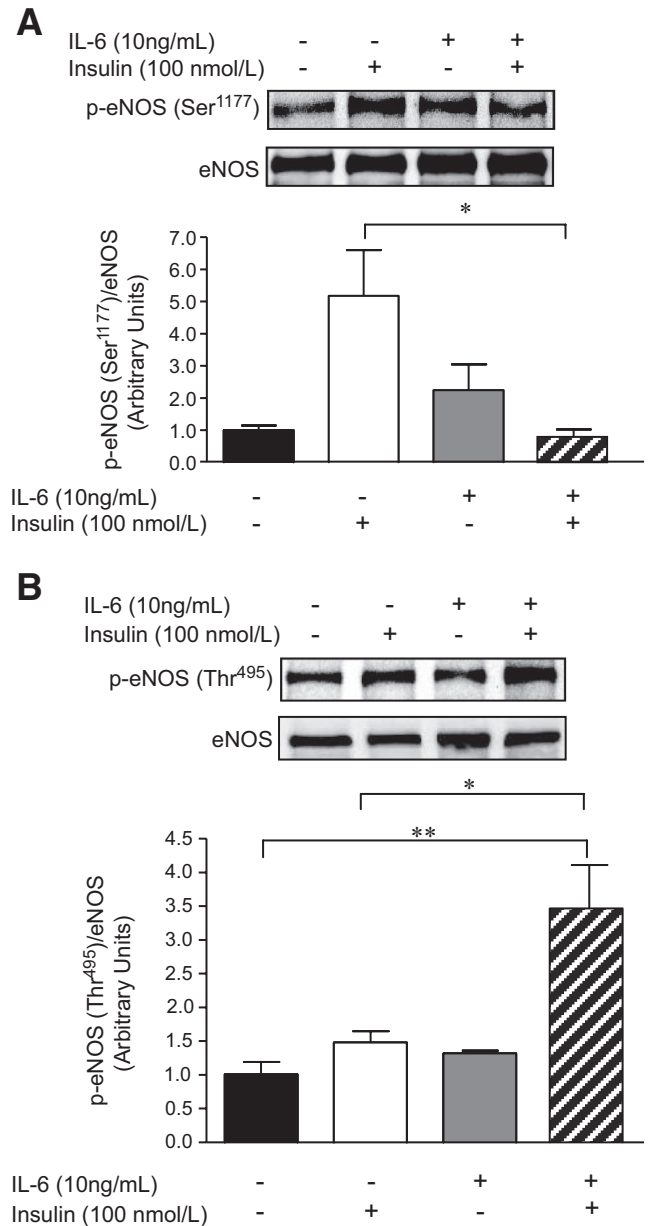 A
IL-6 (10ng/mL) - - + +
Insulin (100 nmol/L) - + - +
p-eNOS (Ser1177)
eNOS
*
p-eNOS (Ser1177)/eNOS
(Arbitrary Units)
7.0
6.0
5.0
4.0
3.0
2.0
1.0
0.0
IL-6 (10ng/mL) - - + +
Insulin (100 nmol/L) - + - +
B
IL-6 (10ng/mL) - - + +
Insulin (100 nmol/L) - + - +
p-eNOS (Thr495)
eNOS
*
**
p-eNOS (Thr495)/eNOS
(Arbitrary Units)
4.5
4.0
3.5
3.0
2.5
2.0
1.5
1.0
0.5
0.0
IL-6 (10ng/mL) - - + +
Insulin (100 nmol/L) - + - +